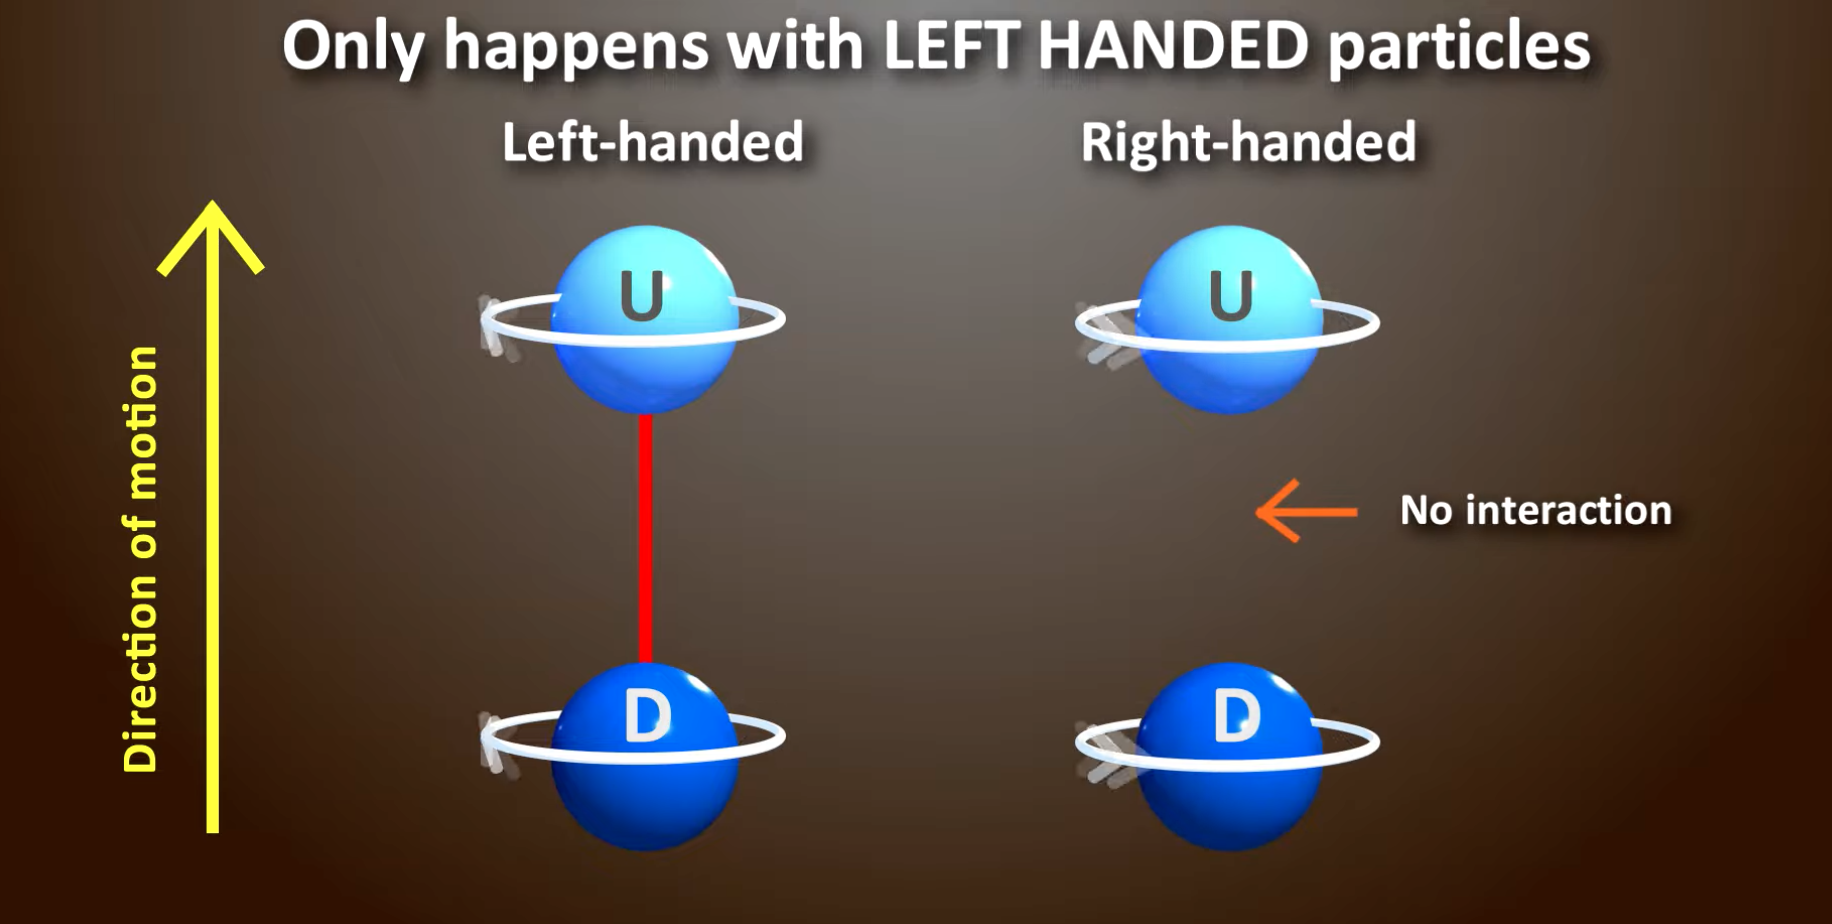 Only happens with LEFT HANDED particles
Left-handed
Right-handed
Direction of motion
U
U
No interaction
D
D